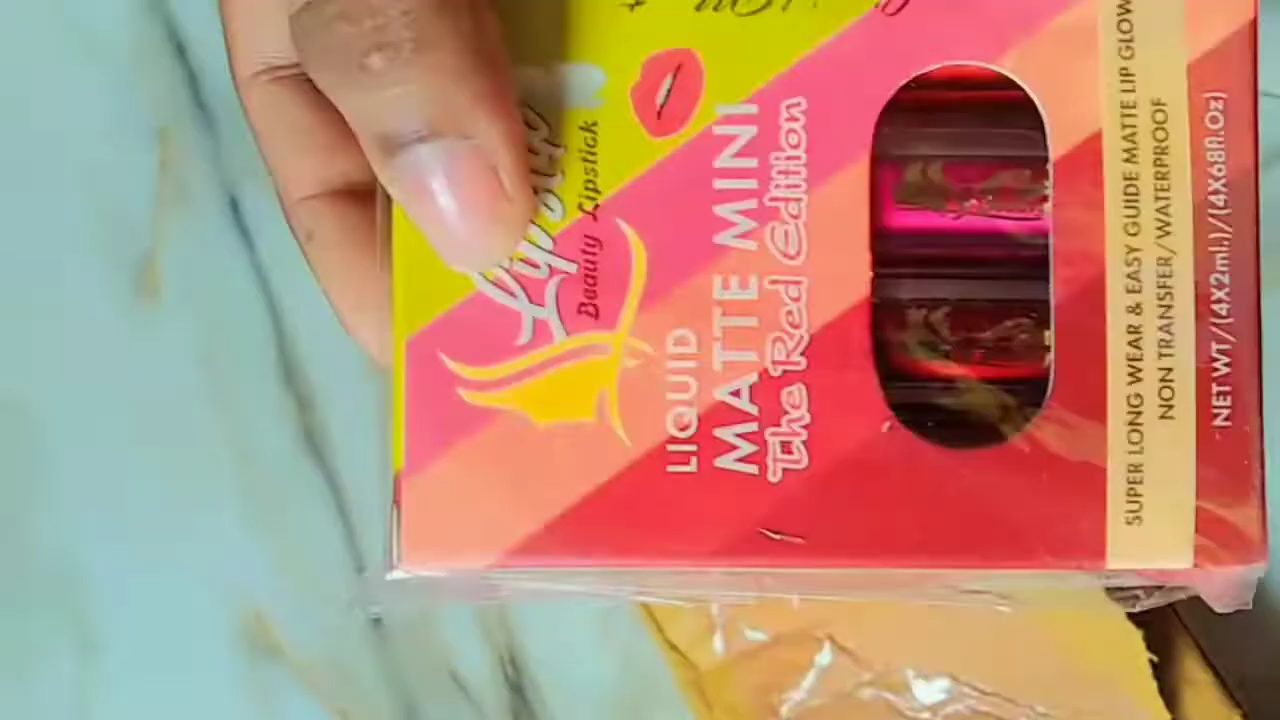 Beauty Lipstick
LIQUID
MATTE MINI
The Red Edition
SUPER LONG WEAR & EASY GUIDE MATTE LIP GLOW
NON TRANSFER/WATERPROOF
NET WT/(4X2ml.)/(4X68fl.Oz)